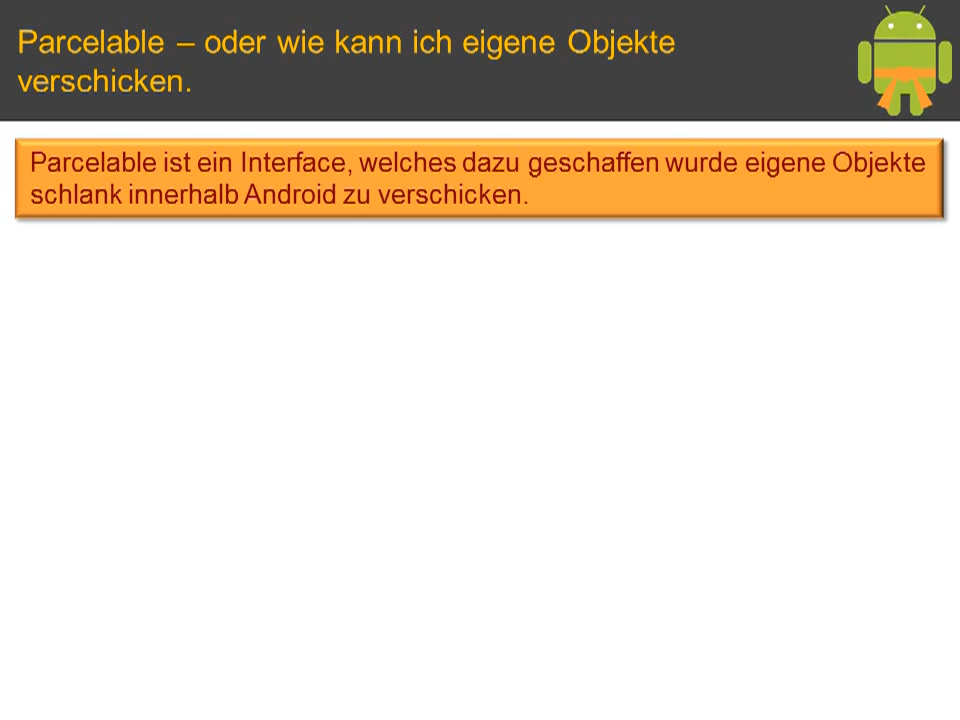 Parcelable – oder wie kann ich eigene Objekte
verschicken.
Parcelable ist ein Interface, welches dazu geschaffen wurde eigene Objekte
schlank innerhalb Android zu verschicken.